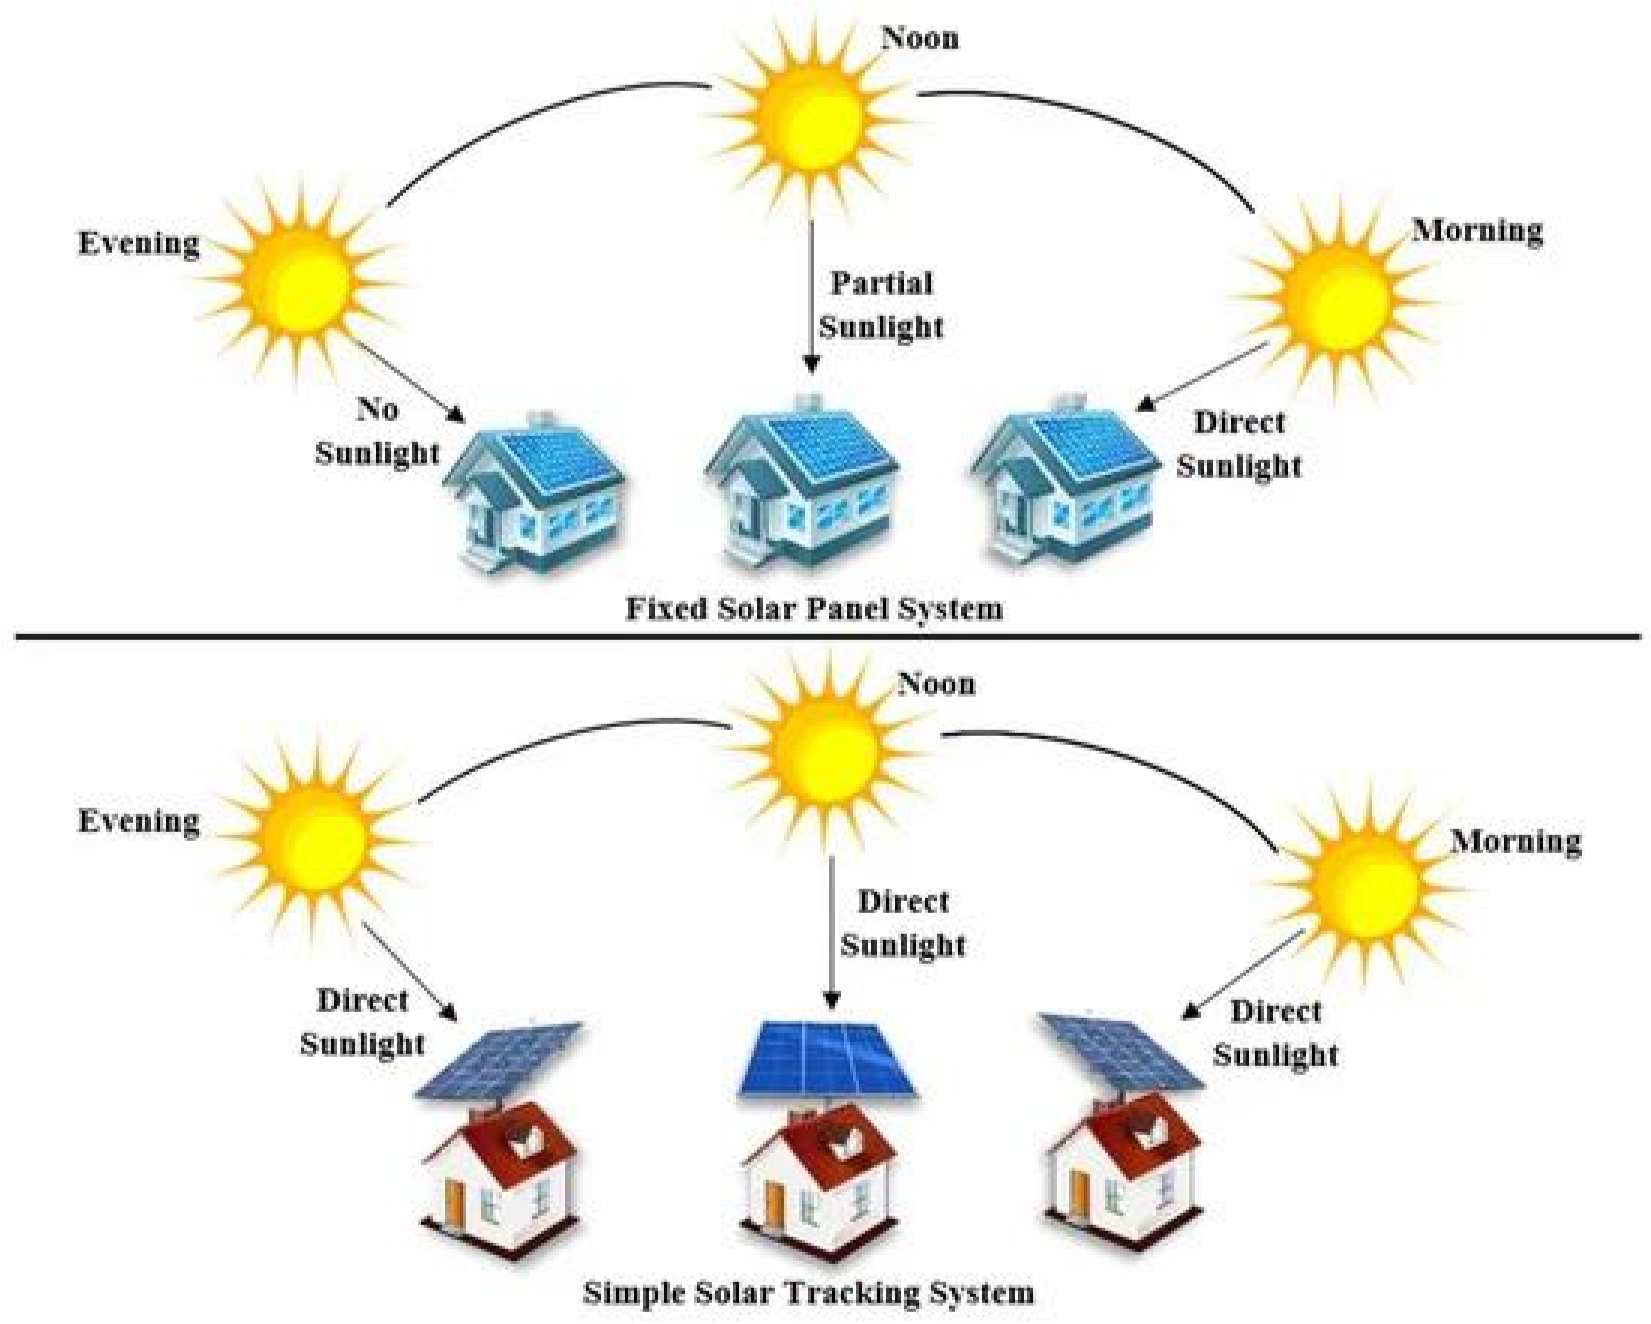 Noon
Evening
Morning
Partial
Sunlight
No
Sunlight
Direct
Sunlight
Fixed Solar Panel System
Noon
Evening
Morning
Direct
Sunlight
Direct
Sunlight
Direct
Sunlight
Simple Solar Tracking System